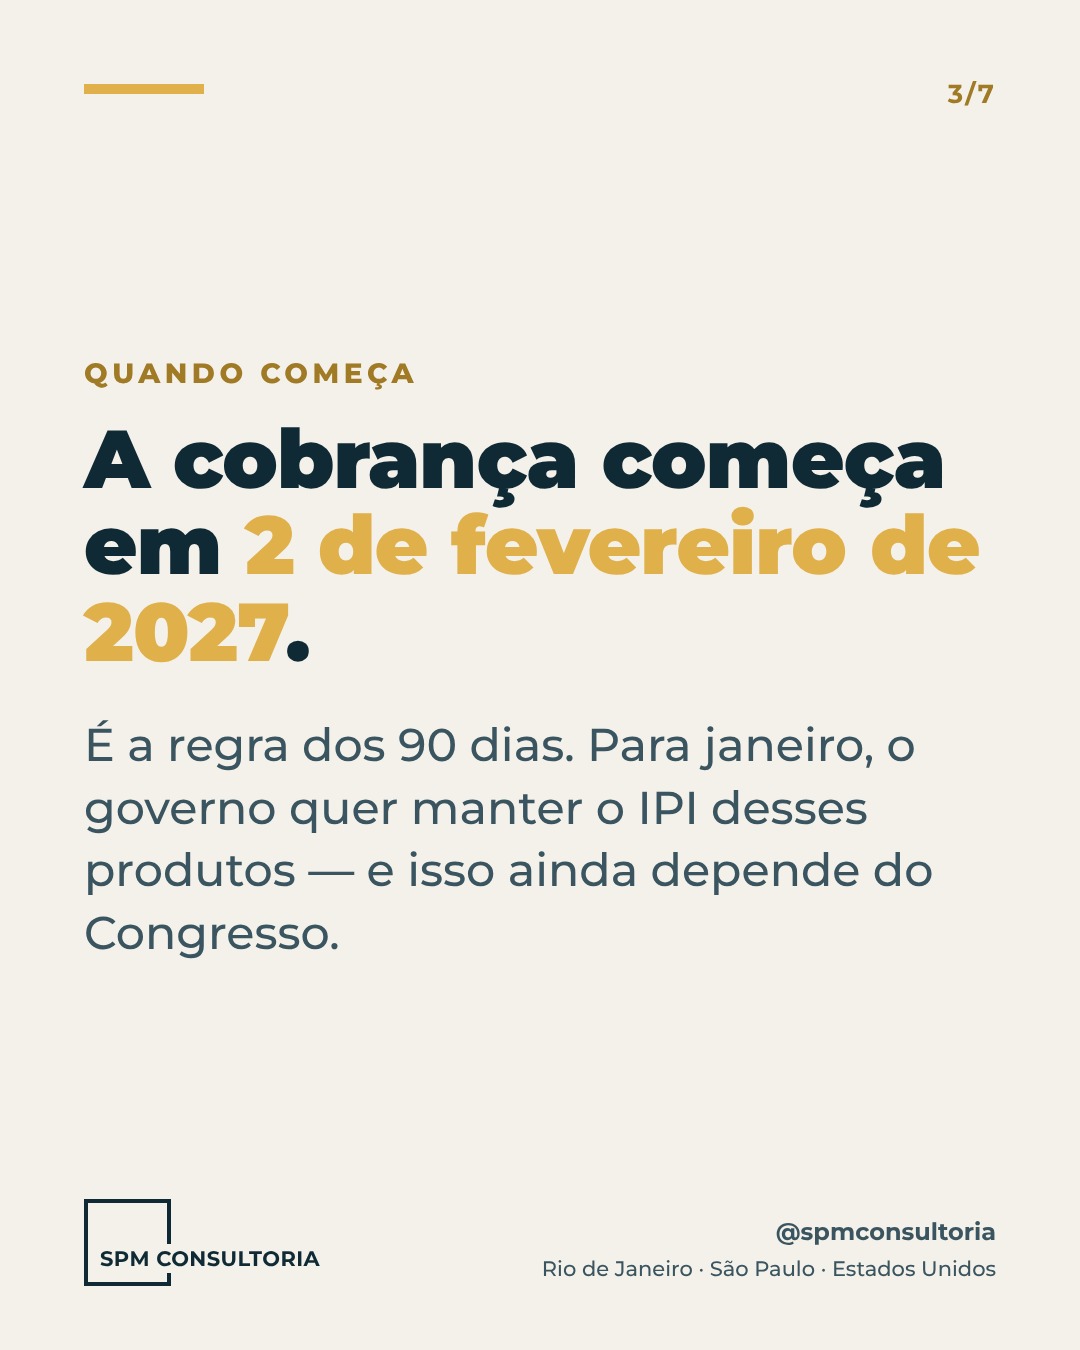 3/7
QUANDO COMEÇA
A cobrança começa
em 2 de fevereiro de
2027.
É a regra dos 90 dias. Para janeiro, o
governo quer manter o IPI desses
produtos — e isso ainda depende do
Congresso.
SPM CONSULTORIA
@spmconsultoria
Rio de Janeiro · São Paulo · Estados Unidos